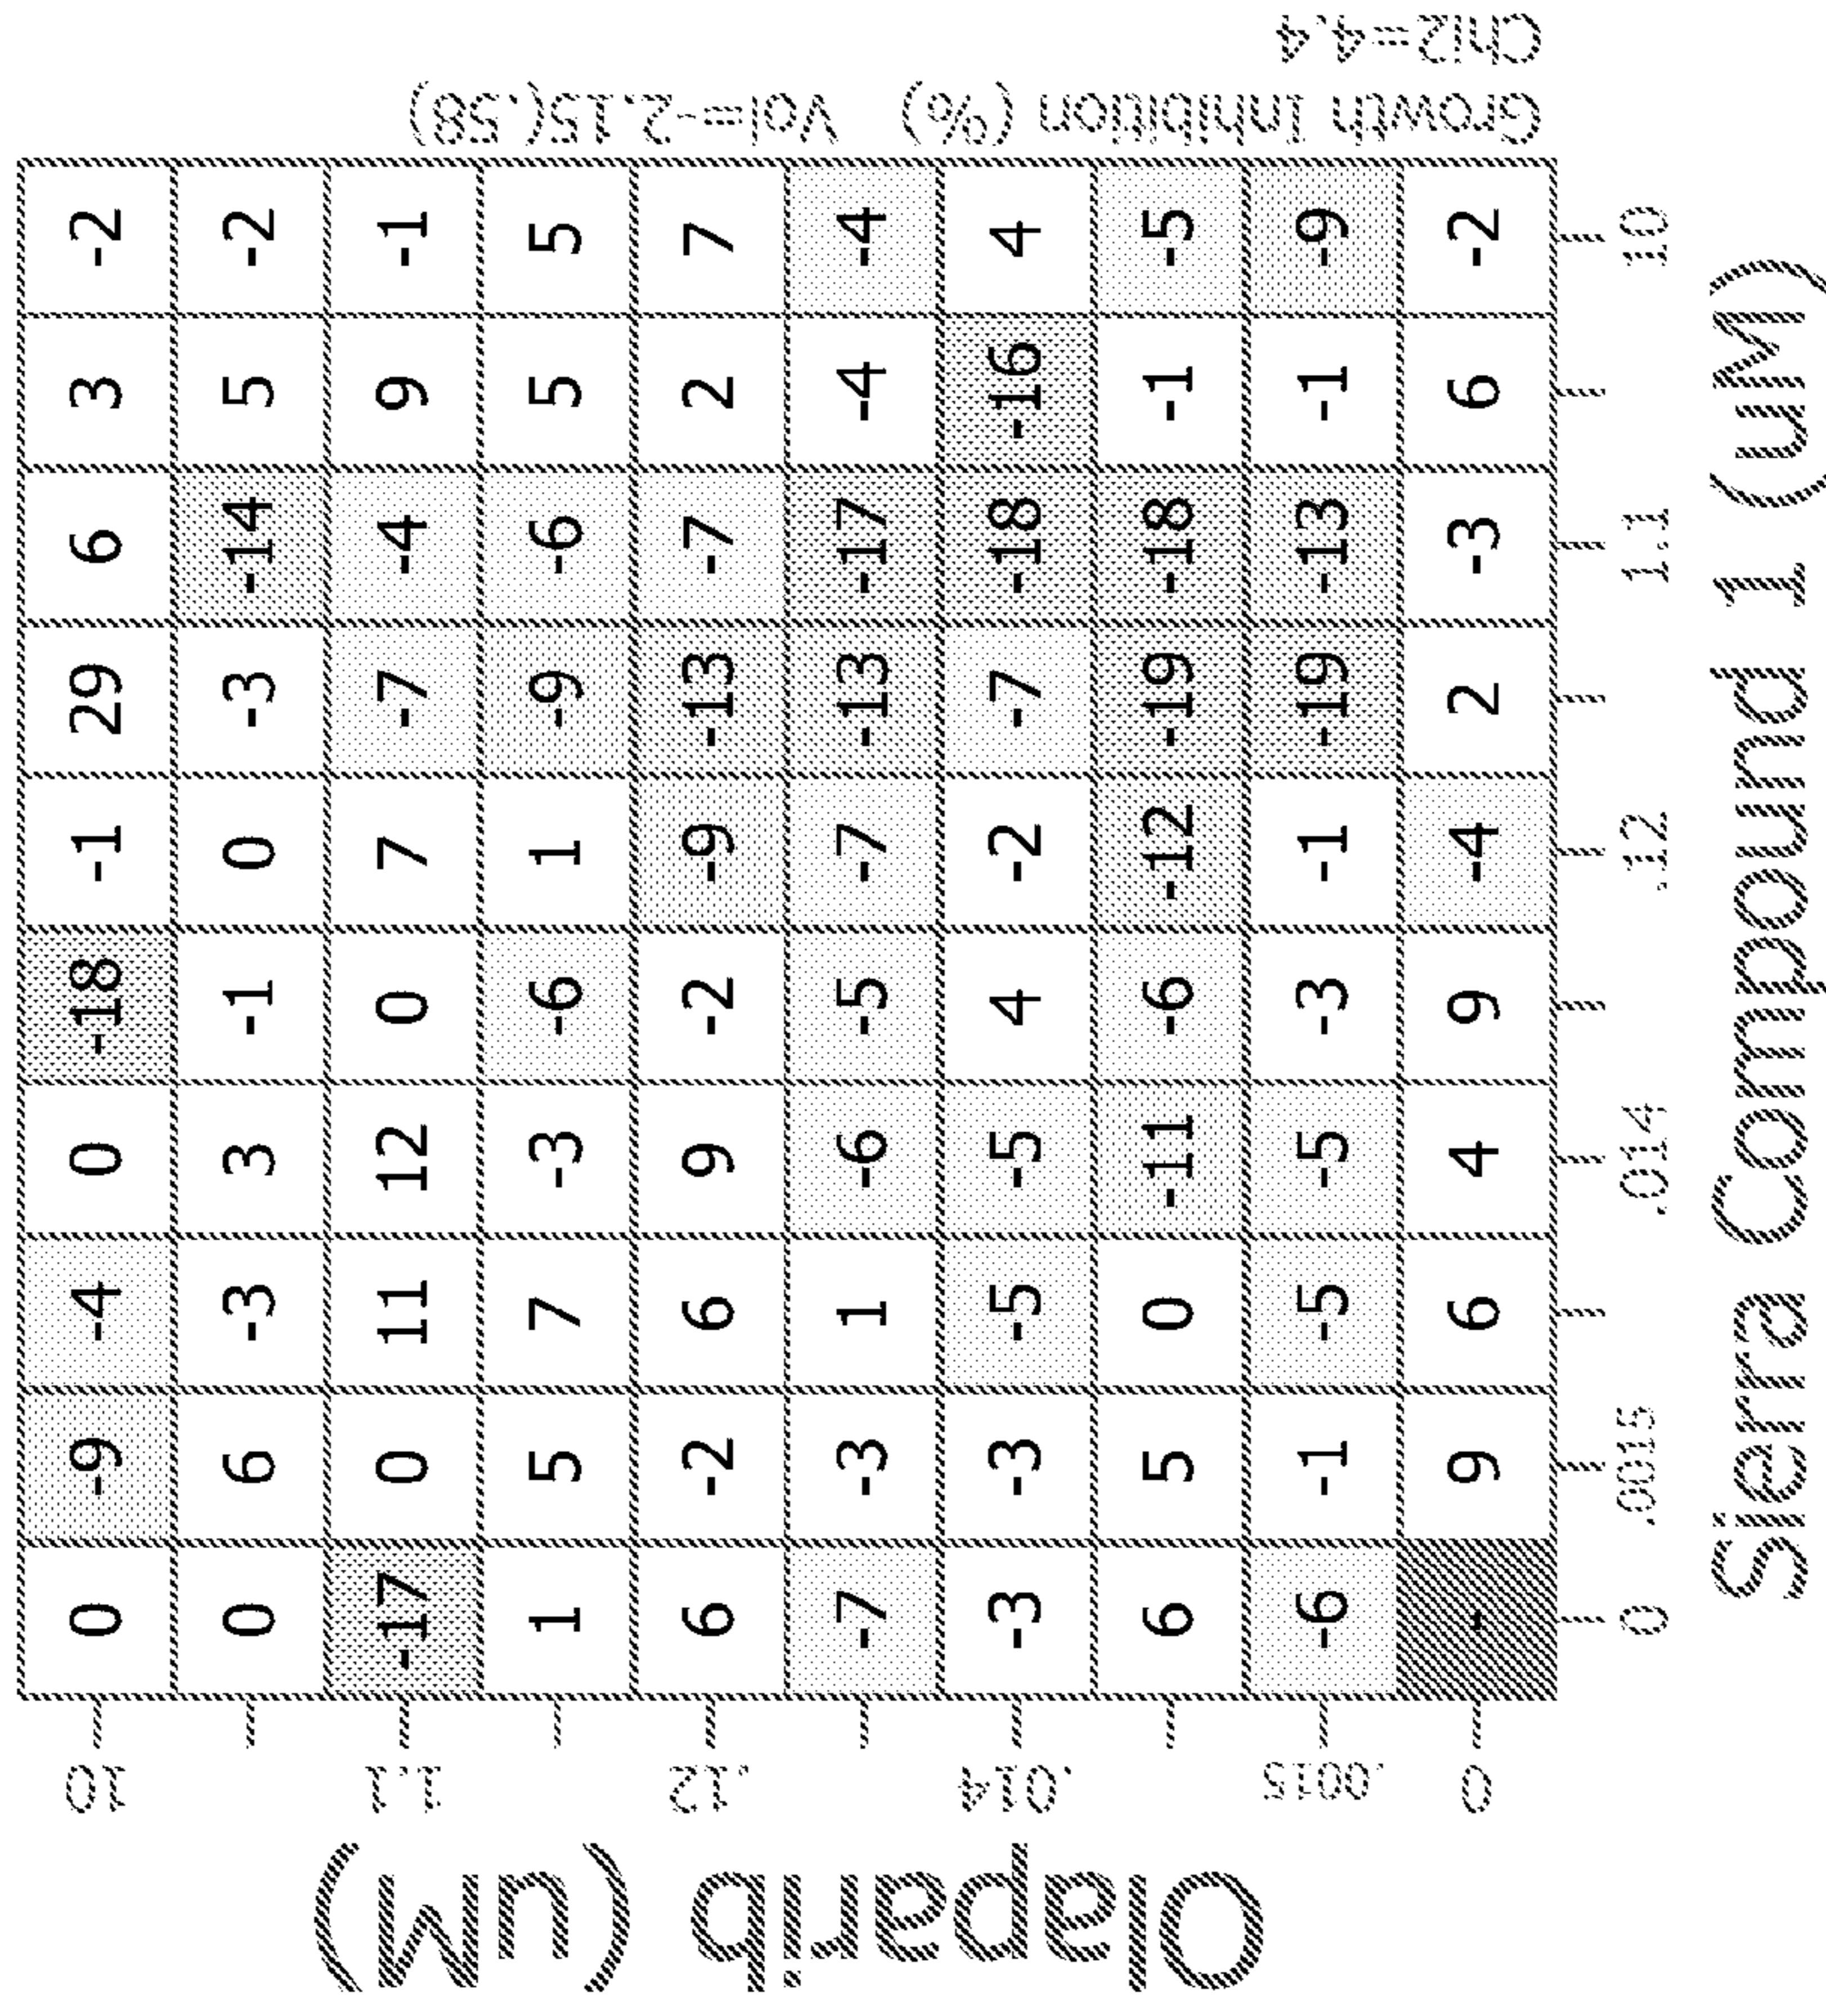 Olaparib (uM)
10 0 -9 -4 0 -18 -1 29 6 3 -2
0 6 -3 3 -1 0 -3 -14 5 -2
1.1 -17 0 11 12 0 7 -7 -4 9 -1
1 5 7 -3 -6 1 -9 -6 5 5
.12 6 -2 6 9 -2 -9 -13 -7 2 7
-7 -3 1 -6 -5 -7 -13 -17 -4 -4
.014 -3 -3 -5 -5 4 -2 -7 -18 -16 4
6 5 0 -11 -6 -12 -19 -18 -1 -5
.0015 -6 -1 -5 -5 -3 -1 -19 -13 -1 -9
0 - 9 6 4 9 -4 2 -3 6 -2
0 .0015 .014 .12 1.1 10
Sierra Compound 1 (uM)
Growth Inhibition (%) Vol=-2.15(.58)
Chi2=4.4